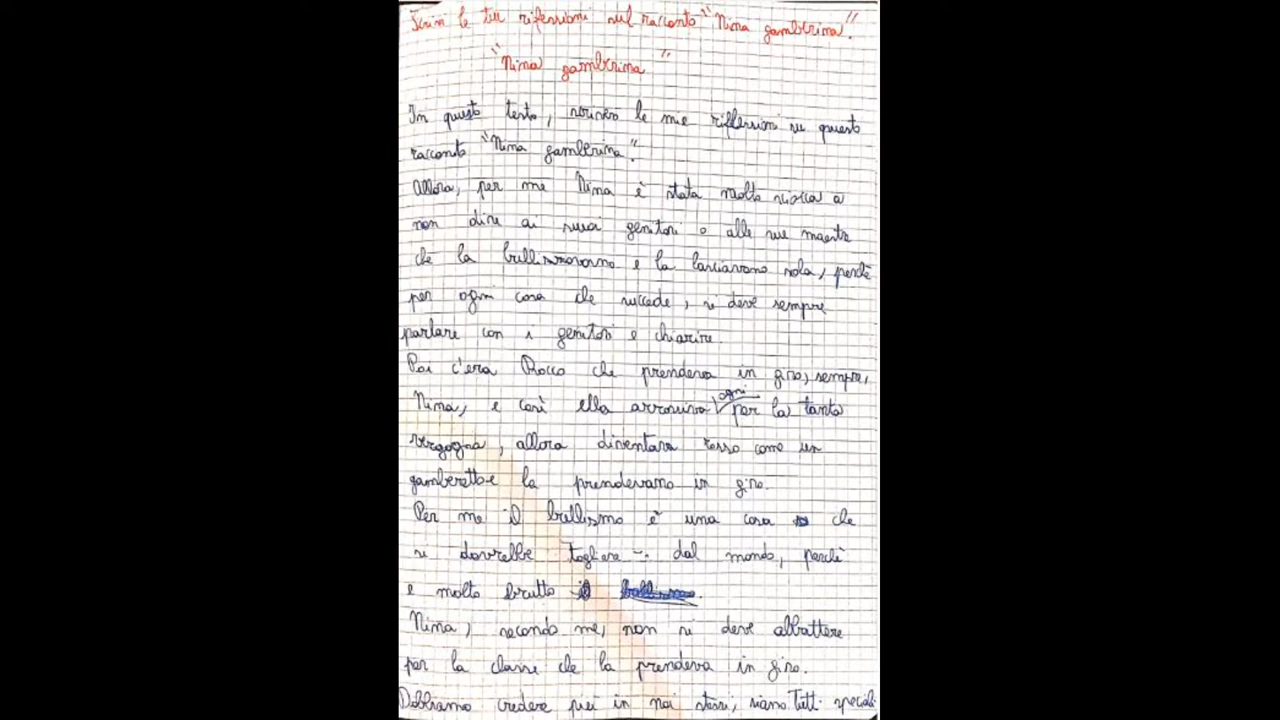 Scrivi le tue riflessioni sul racconto "Nina gamberina".
"Nina gamberina"
In questo testo, scriverò le mie riflessioni su questo
racconto "Nina gamberina".
Allora, per me Nina è stata molto sciocca a
non dire ai suoi genitori o alle sue maestre
che la bullizzavano e la lasciavano sola, perchè
per ogni cosa che succede, si deve sempre
parlare con i genitori e chiarire.
Poi c'era Rocco che prendeva in giro, sempre,
Nina, e così ella arrossiva ogni per la tanta
vergogna, allora diventava rossa come un
gamberetto e la prendevano in giro.
Per me il bullismo è una cosa che
si dovrebbe togliere dal mondo, perchè
è molto brutto il bullismo.
Nina, secondo me, non si deve abbattere
per la classe che la prendeva in giro.
Dobbiamo credere più in noi stessi, siamo tutti speciali